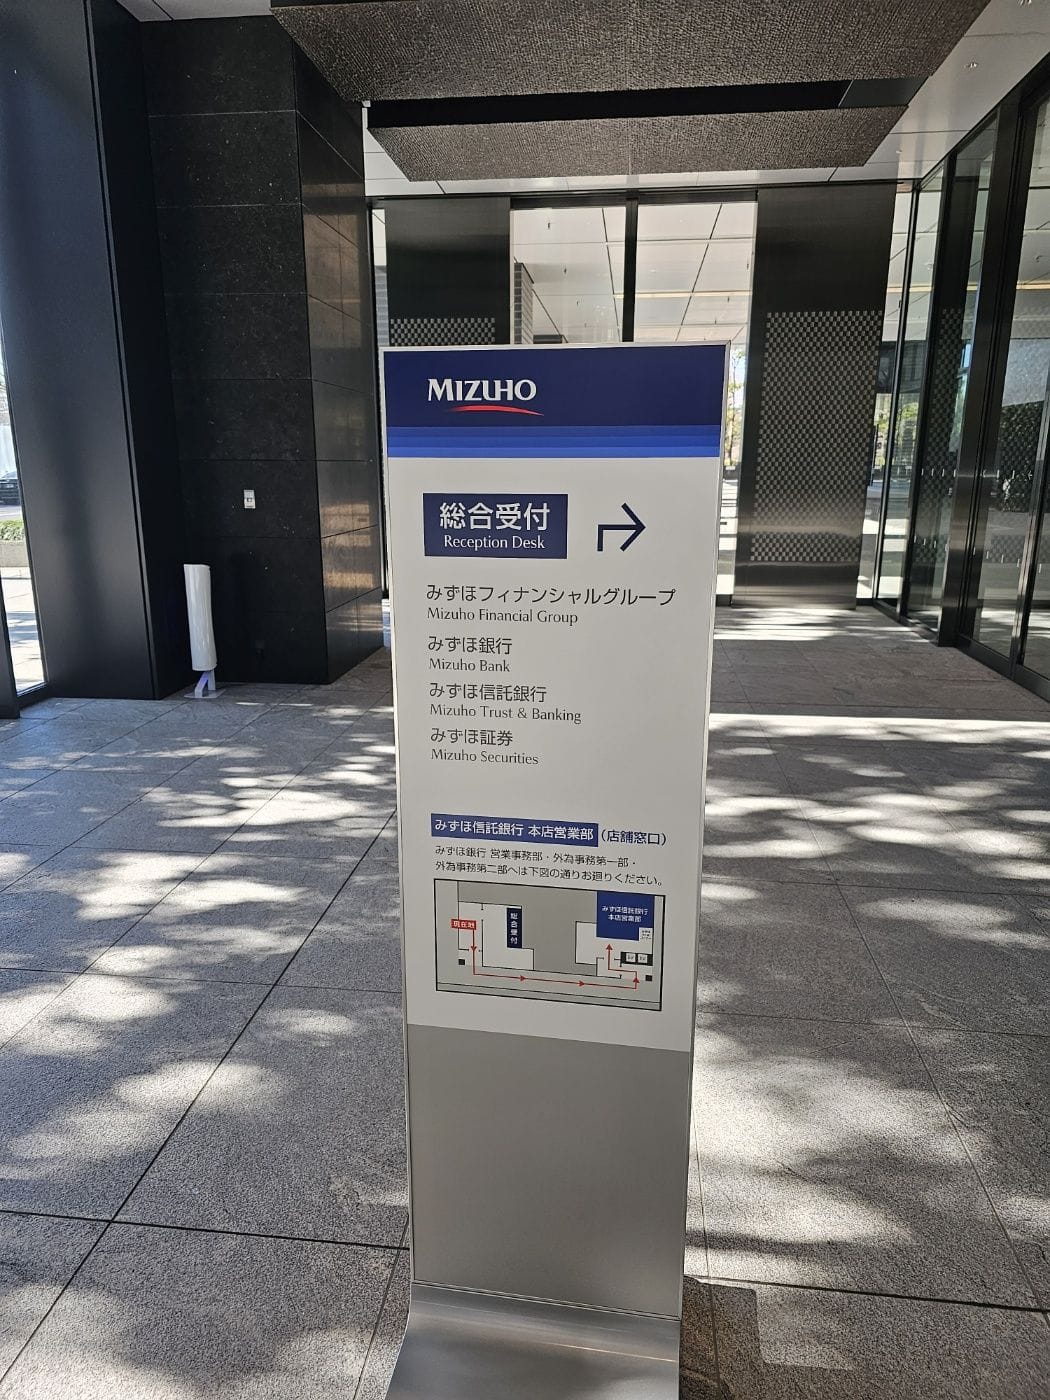 MIZUHO
総合受付
Reception Desk
みずほフィナンシャルグループ
Mizuho Financial Group
みずほ銀行
Mizuho Bank
みずほ信託銀行
Mizuho Trust & Banking
みずほ証券
Mizuho Securities
みずほ信託銀行 本店営業部 (店舗窓口)
みずほ銀行 営業事務部・外為事務第一部・
外為事務第二部へは下図の通りお廻りください。
現在地
総合受付
みずほ信託銀行
本店営業部